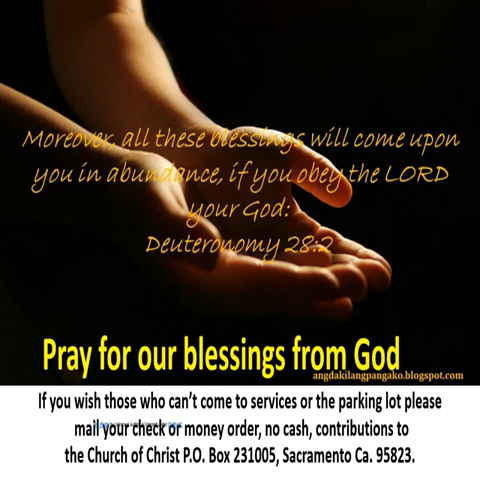 Moreover, all these blessings will come upon
you in abundance, if you obey the LORD
your God:
Deuteronomy 28:2
Pray for our blessings from God
angdakilangpangako.blogspot.com
If you wish those who can't come to services or the parking lot please
mail your check or money order, no cash, contributions to
the Church of Christ P.O. Box 231005, Sacramento Ca. 95823.